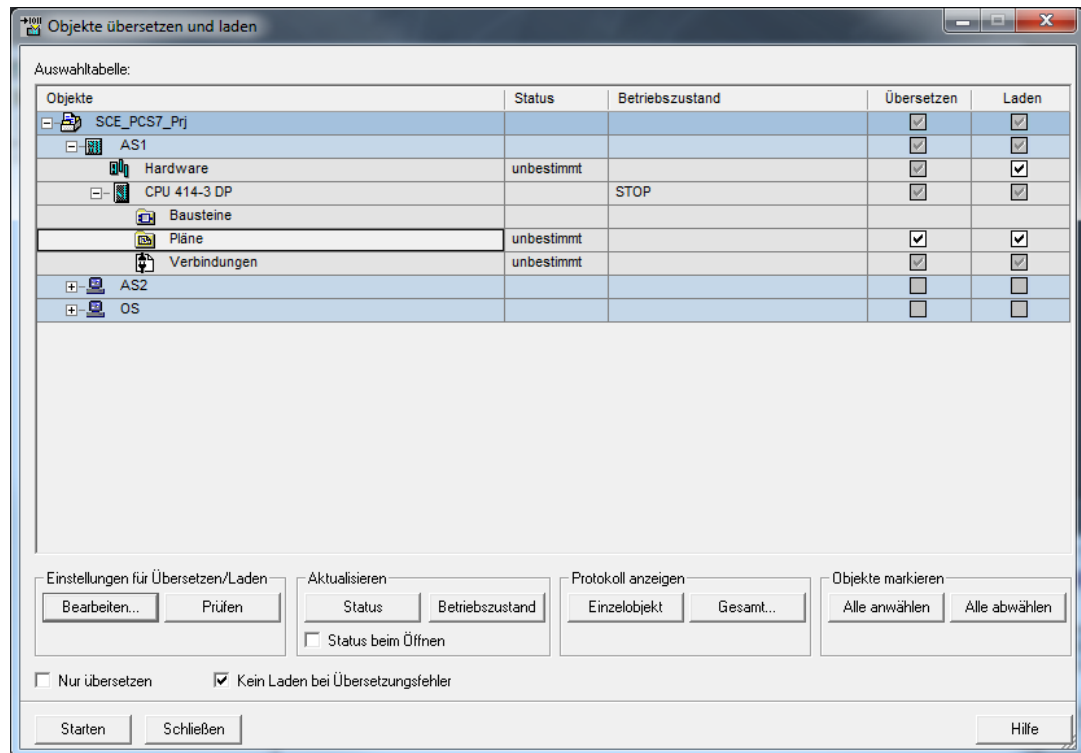 Objekte übersetzen und laden
Auswahltabelle:
Objekte Status Betriebszustand Übersetzen Laden
SCE_PCS7_Prj
AS1
Hardware unbestimmt
CPU 414-3 DP STOP
Bausteine
Pläne unbestimmt
Verbindungen unbestimmt
AS2
OS
Einstellungen für Übersetzen/Laden Aktualisieren Protokoll anzeigen Objekte markieren
Bearbeiten... Prüfen Status Betriebszustand Einzelobjekt Gesamt... Alle anwählen Alle abwählen
Status beim Öffnen
Nur übersetzen Kein Laden bei Übersetzungsfehler
Starten Schließen Hilfe